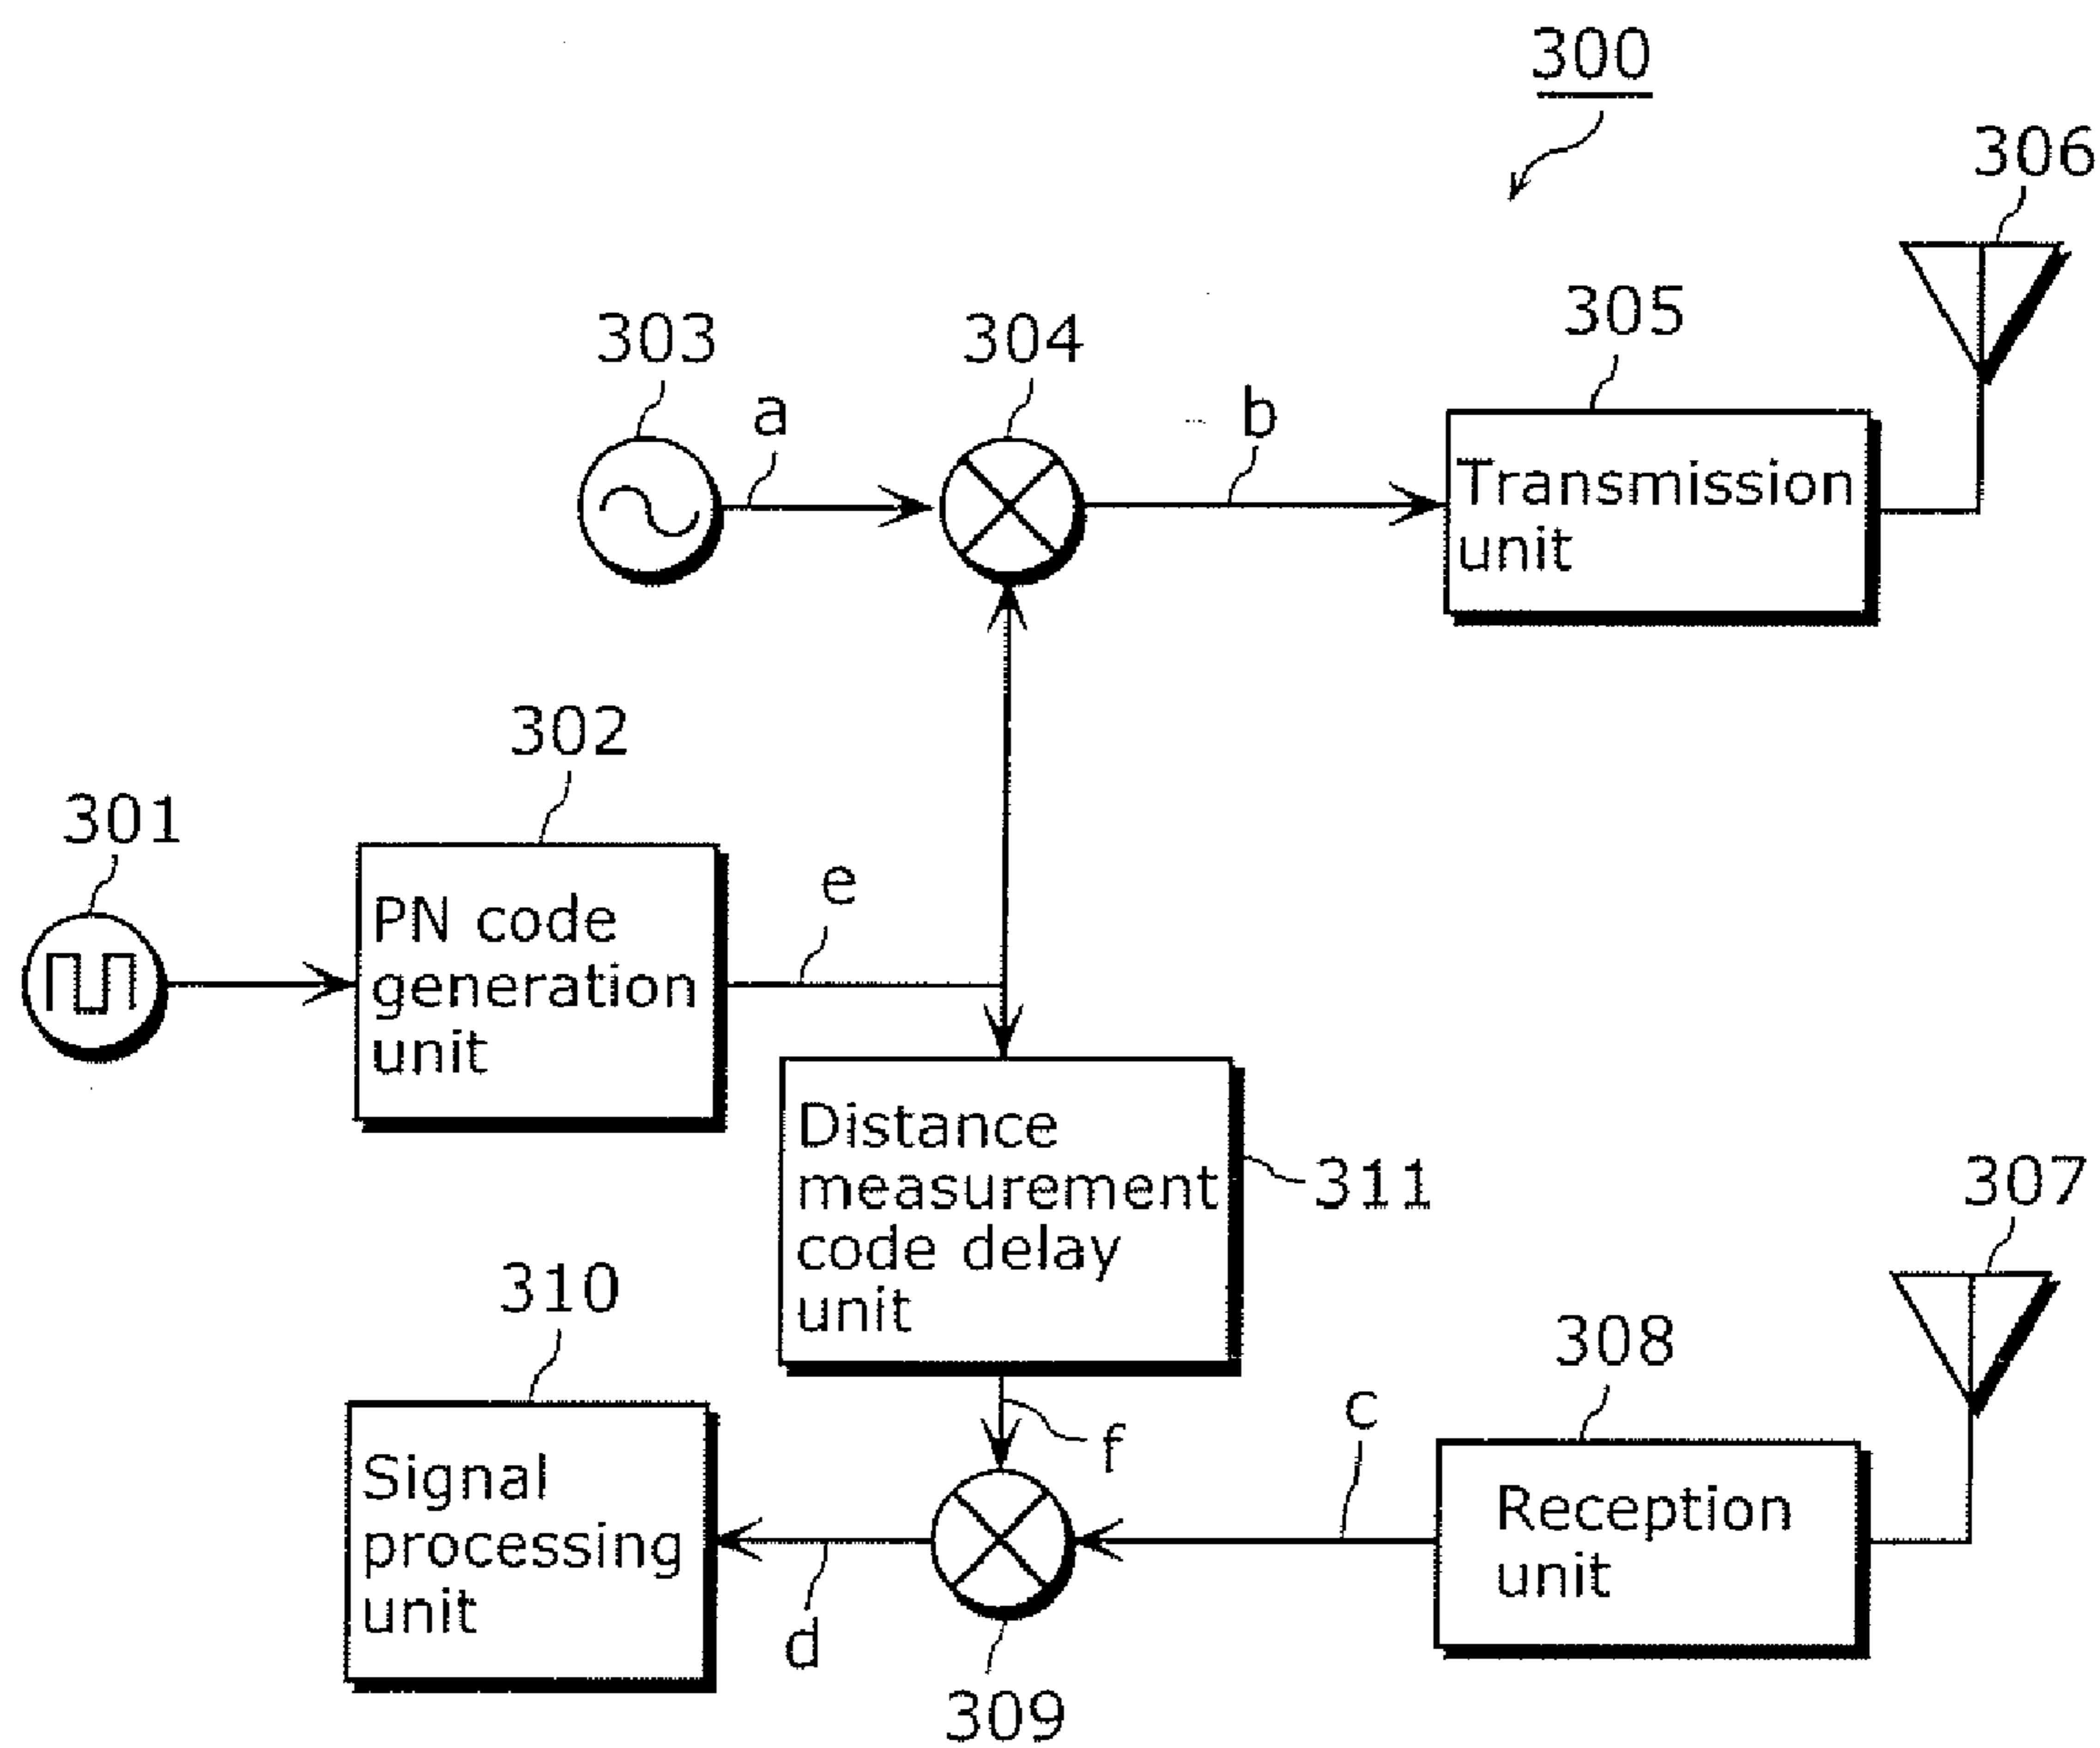 300
306
303
304
305
a
b
Transmission
unit
302
301
e
PN code
generation
unit
Distance
measurement
code delay
unit
311
307
310
308
f
c
Signal
processing
unit
Reception
unit
d
309